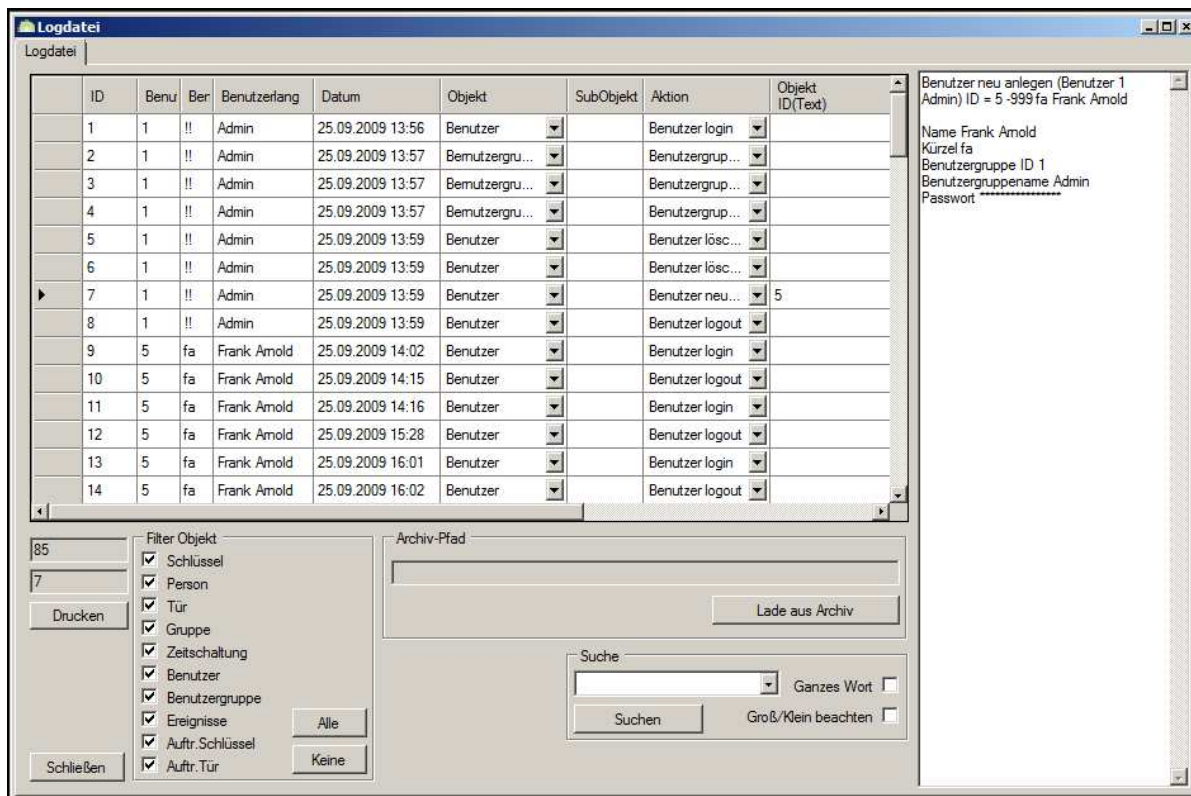 Logdatei
Logdatei
ID Benu Ber Benutzerlang Datum Objekt SubObjekt Aktion Objekt ID(Text)
1 1 !! Admin 25.09.2009 13:56 Benutzer Benutzer login
2 1 !! Admin 25.09.2009 13:57 Bemutzergru... Benutzergrup...
3 1 !! Admin 25.09.2009 13:57 Bemutzergru... Benutzergrup...
4 1 !! Admin 25.09.2009 13:57 Bemutzergru... Benutzergrup...
5 1 !! Admin 25.09.2009 13:59 Benutzer Benutzer lösc...
6 1 !! Admin 25.09.2009 13:59 Benutzer Benutzer lösc...
7 1 !! Admin 25.09.2009 13:59 Benutzer Benutzer neu... 5
8 1 !! Admin 25.09.2009 13:59 Benutzer Benutzer logout
9 5 fa Frank Arnold 25.09.2009 14:02 Benutzer Benutzer login
10 5 fa Frank Arnold 25.09.2009 14:15 Benutzer Benutzer logout
11 5 fa Frank Arnold 25.09.2009 14:16 Benutzer Benutzer login
12 5 fa Frank Arnold 25.09.2009 15:28 Benutzer Benutzer logout
13 5 fa Frank Arnold 25.09.2009 16:01 Benutzer Benutzer login
14 5 fa Frank Arnold 25.09.2009 16:02 Benutzer Benutzer logout
Benutzer neu anlegen (Benutzer 1
Admin) ID = 5 -999 fa Frank Arnold
Name Frank Arnold
Kürzel fa
Benutzergruppe ID 1
Benutzergruppename Admin
Passwort ****************
85
7
Drucken
Schließen
Filter Objekt
Schlüssel
Person
Tür
Gruppe
Zeitschaltung
Benutzer
Benutzergruppe
Ereignisse
Auftr.Schlüssel
Auftr.Tür
Alle
Keine
Archiv-Pfad
Lade aus Archiv
Suche
Ganzes Wort
Suchen
Groß/Klein beachten